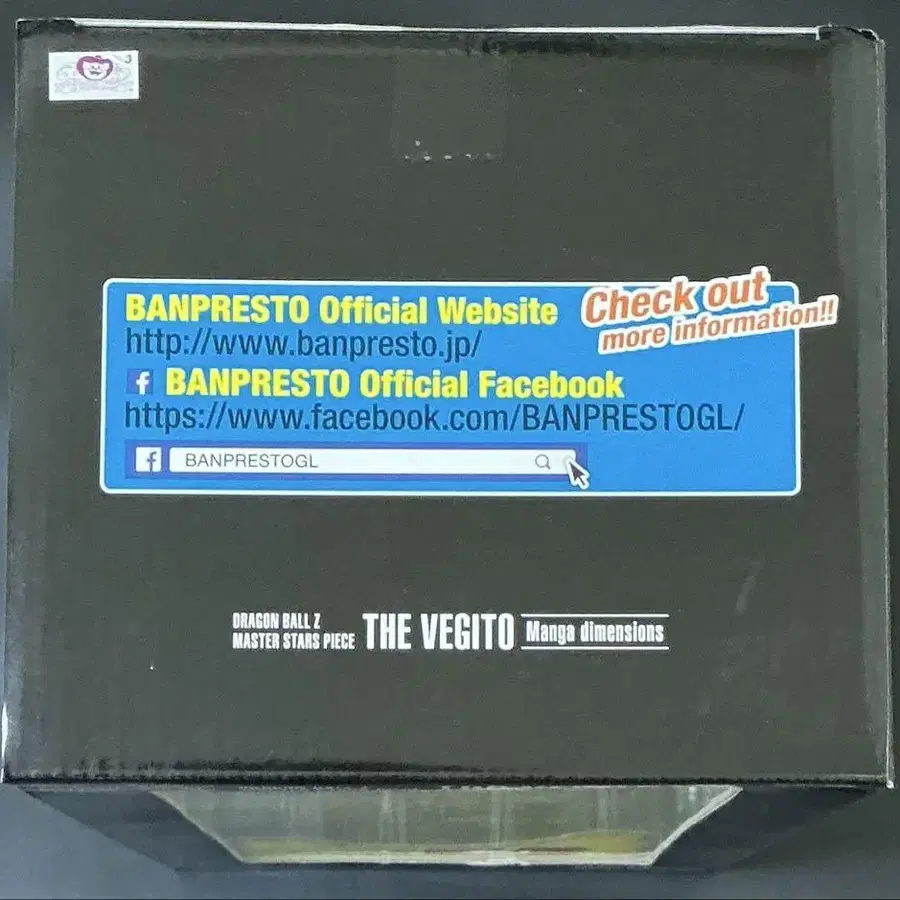 3
BANPRESTO Official Website
Check out
more information!!
http://www.banpresto.jp/
f BANPRESTO Official Facebook
https://www.facebook.com/BANPRESTOGL/
f BANPRESTOGL
DRAGON BALL Z
MASTER STARS PIECE THE VEGITO Manga dimensions